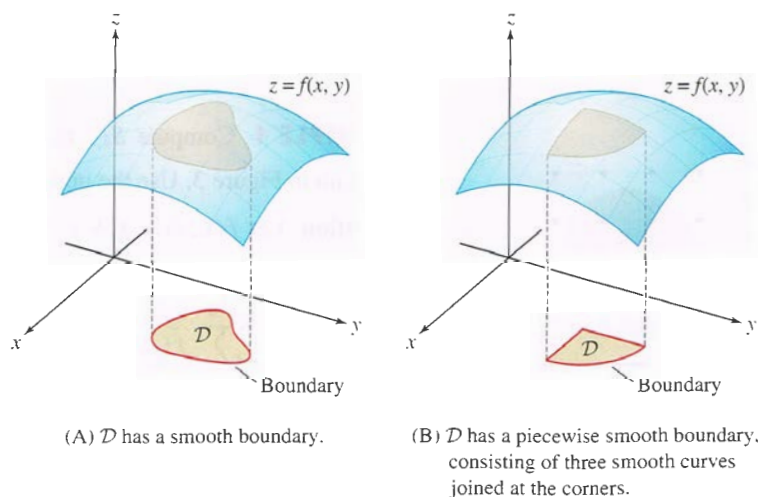 z
z = f(x, y)
x
y
𝒟
Boundary
(A) 𝒟 has a smooth boundary.
z
z = f(x, y)
x
y
𝒟
Boundary
(B) 𝒟 has a piecewise smooth boundary,
consisting of three smooth curves
joined at the corners.